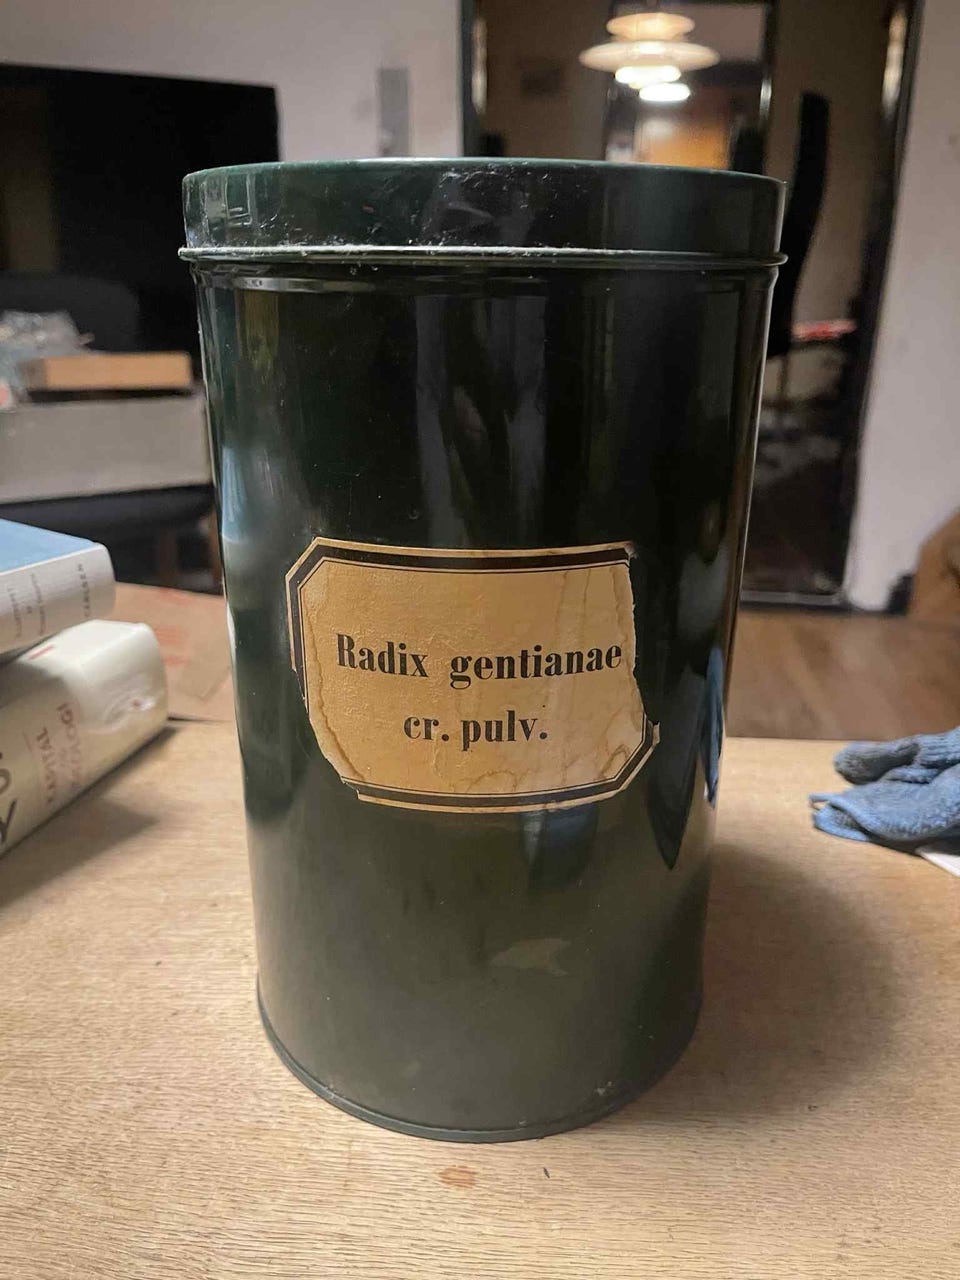 Radix gentianae
cr. pulv.